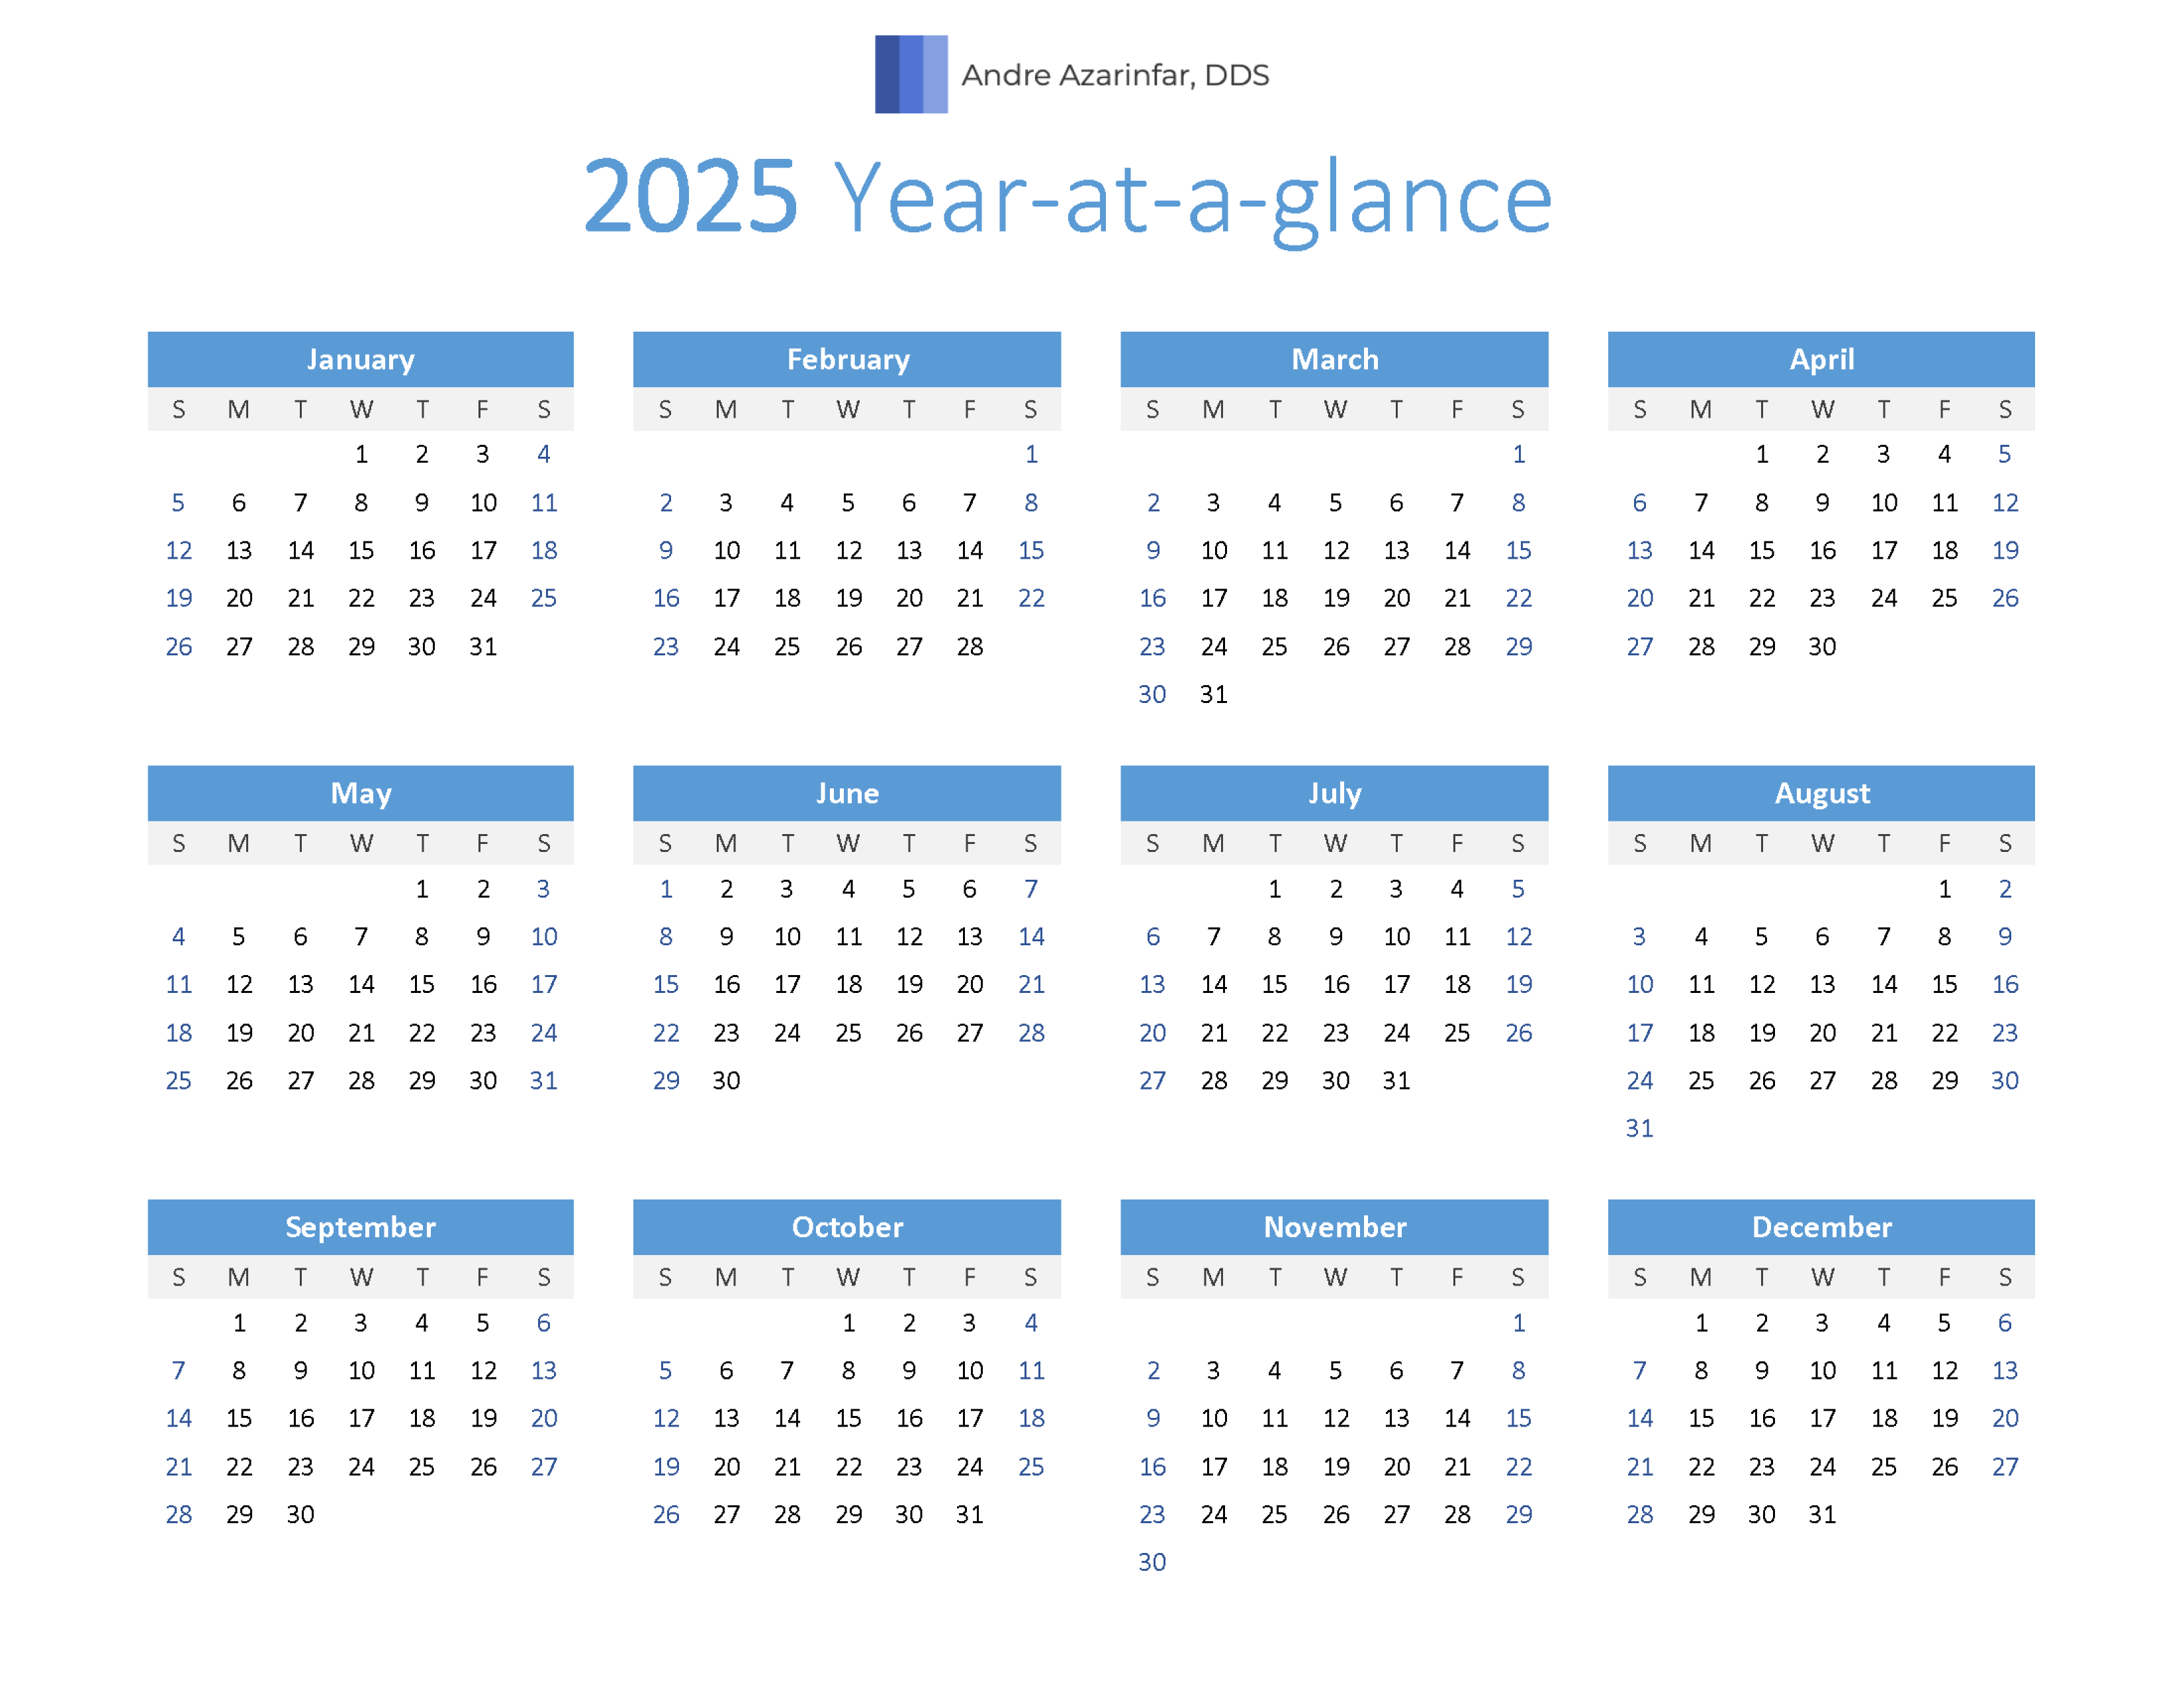 Andre Azarinfar, DDS
2025 Year-at-a-glance
January
S M T W T F S
1 2 3 4
5 6 7 8 9 10 11
12 13 14 15 16 17 18
19 20 21 22 23 24 25
26 27 28 29 30 31
February
S M T W T F S
1
2 3 4 5 6 7 8
9 10 11 12 13 14 15
16 17 18 19 20 21 22
23 24 25 26 27 28
March
S M T W T F S
1
2 3 4 5 6 7 8
9 10 11 12 13 14 15
16 17 18 19 20 21 22
23 24 25 26 27 28 29
30 31
April
S M T W T F S
1 2 3 4 5
6 7 8 9 10 11 12
13 14 15 16 17 18 19
20 21 22 23 24 25 26
27 28 29 30
May
S M T W T F S
1 2 3
4 5 6 7 8 9 10
11 12 13 14 15 16 17
18 19 20 21 22 23 24
25 26 27 28 29 30 31
June
S M T W T F S
1 2 3 4 5 6 7
8 9 10 11 12 13 14
15 16 17 18 19 20 21
22 23 24 25 26 27 28
29 30
July
S M T W T F S
1 2 3 4 5
6 7 8 9 10 11 12
13 14 15 16 17 18 19
20 21 22 23 24 25 26
27 28 29 30 31
August
S M T W T F S
1 2
3 4 5 6 7 8 9
10 11 12 13 14 15 16
17 18 19 20 21 22 23
24 25 26 27 28 29 30
31
September
S M T W T F S
1 2 3 4 5 6
7 8 9 10 11 12 13
14 15 16 17 18 19 20
21 22 23 24 25 26 27
28 29 30
October
S M T W T F S
1 2 3 4
5 6 7 8 9 10 11
12 13 14 15 16 17 18
19 20 21 22 23 24 25
26 27 28 29 30 31
November
S M T W T F S
1
2 3 4 5 6 7 8
9 10 11 12 13 14 15
16 17 18 19 20 21 22
23 24 25 26 27 28 29
30
December
S M T W T F S
1 2 3 4 5 6
7 8 9 10 11 12 13
14 15 16 17 18 19 20
21 22 23 24 25 26 27
28 29 30 31